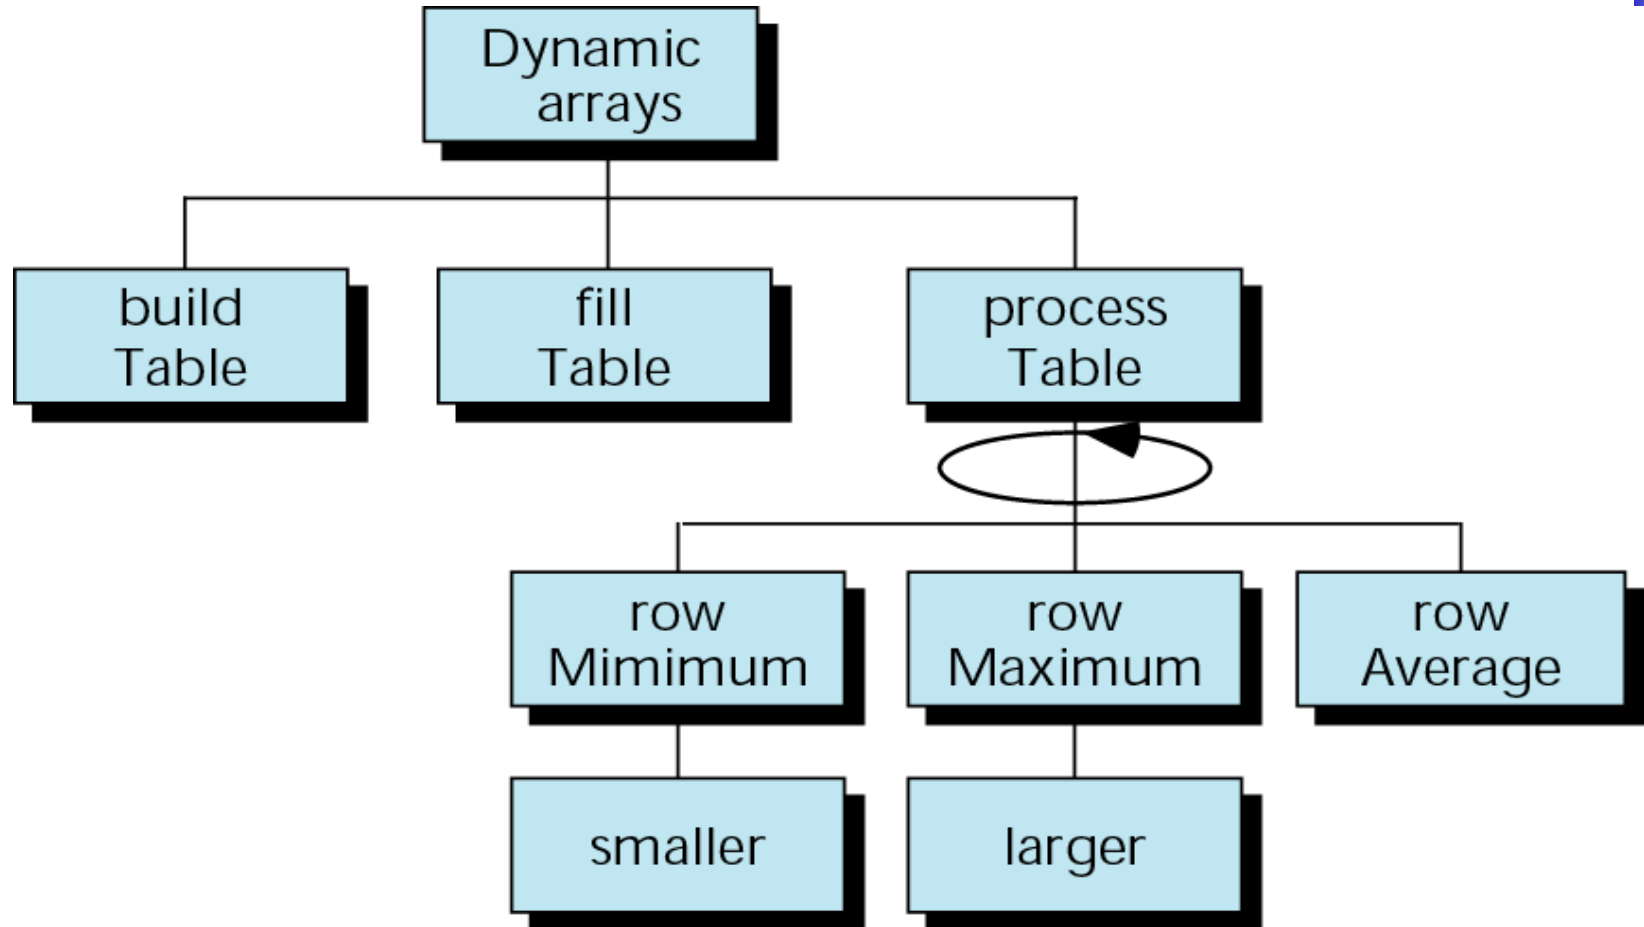 Dynamic
arrays
build
Table
fill
Table
process
Table
row
Mimimum
row
Maximum
row
Average
smaller
larger